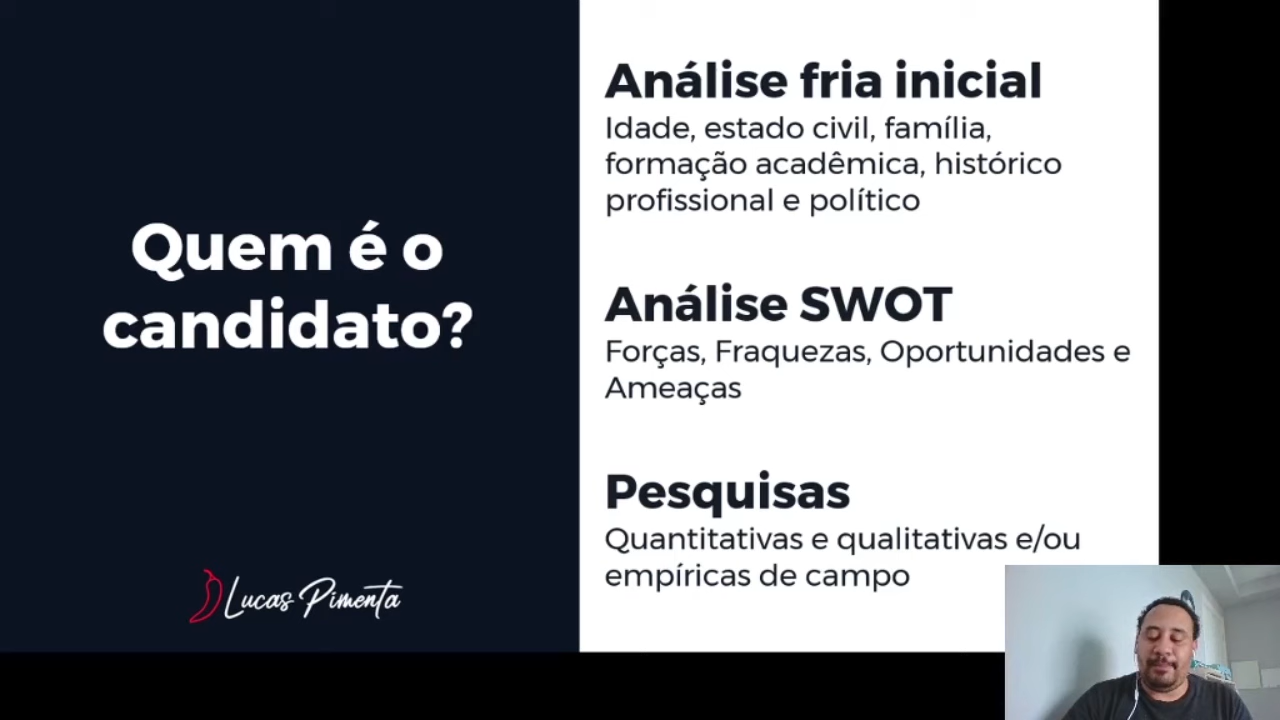 Quem é o
candidato?
Lucas Pimenta
Análise fria inicial
Idade, estado civil, família,
formação acadêmica, histórico
profissional e político
Análise SWOT
Forças, Fraquezas, Oportunidades e
Ameaças
Pesquisas
Quantitativas e qualitativas e/ou
empíricas de campo